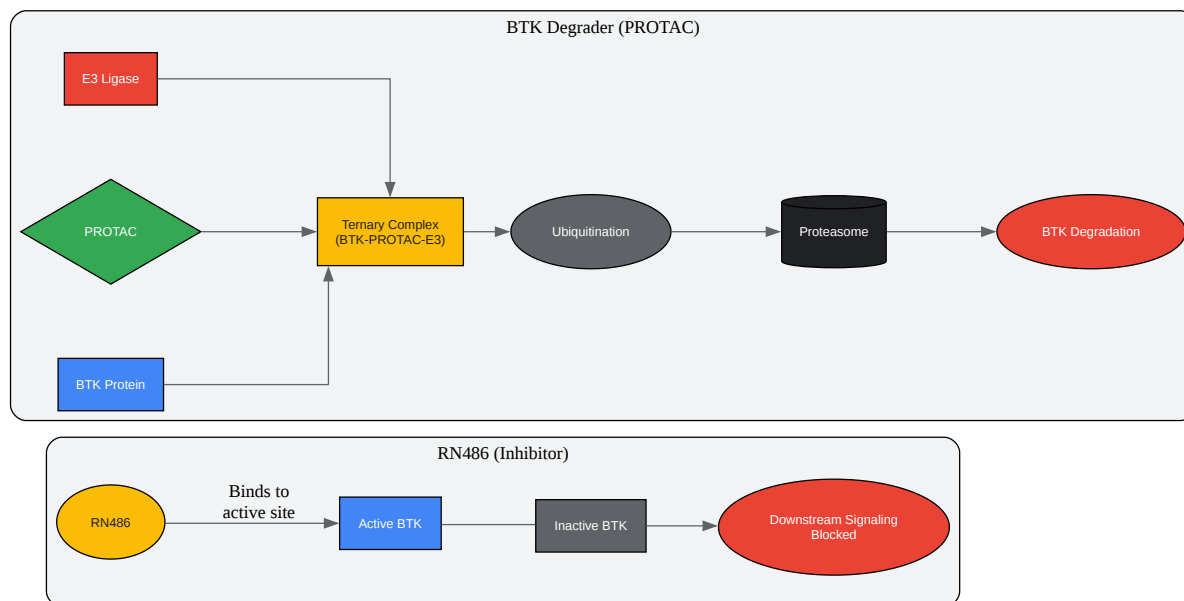 BTK Degrader (PROTAC)
E3 Ligase
PROTAC
Ternary Complex
(BTK-PROTAC-E3)
Ubiquitination
Proteasome
BTK Degradation
BTK Protein
RN486 (Inhibitor)
RN486
Binds to
active site
Active BTK
Inactive BTK
Downstream Signaling
Blocked